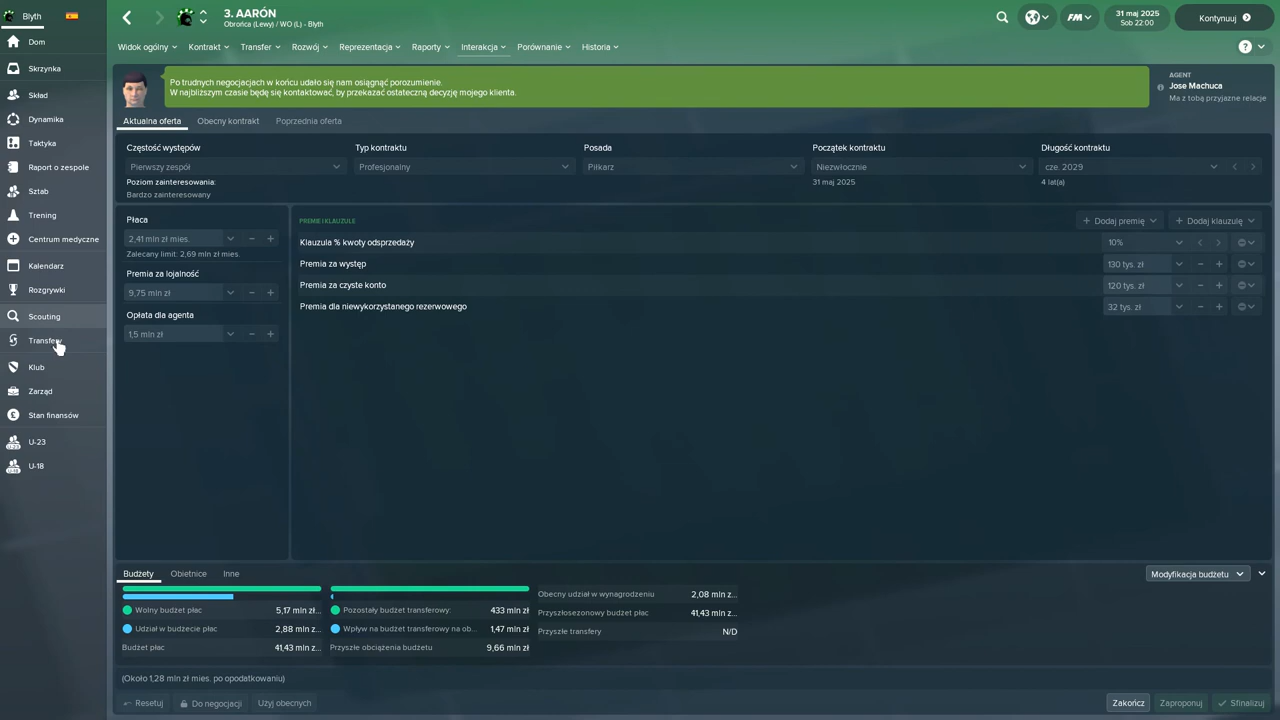 Blyth
3. AARÓN
Obrońca (Lewy) / WO (L) - Blyth
31 maj 2025
Sob 22:00
FM
Kontynuuj
Dom
Skrzynka
Skład
Dynamika
Taktyka
Raport o zespole
Sztab
Trening
Centrum medyczne
Kalendarz
Rozgrywki
Scouting
Transfery
Klub
Zarząd
Stan finansów
U-23
U-18
Widok ogólny
Kontrakt
Transfer
Rozwój
Reprezentacja
Raporty
Interakcja
Porównanie
Historia
Po trudnych negocjacjach w końcu udało się nam osiągnąć porozumienie.
W najbliższym czasie będę się kontaktować, by przekazać ostateczną decyzję mojego klienta.
AGENT
Jose Machuca
Ma z tobą przyjazne relacje
Aktualna oferta
Obecny kontrakt
Poprzednia oferta
Częstość występów
Typ kontraktu
Posada
Początek kontraktu
Długość kontraktu
Pierwszy zespół
Profesjonalny
Piłkarz
Niezwłocznie
cze. 2029
Poziom zainteresowania:
31 maj 2025
4 lat(a)
Bardzo zainteresowany
Płaca
2,41 mln zł mies.
Zalecany limit: 2,69 mln zł mies.
Premia za lojalność
9,75 mln zł
Opłata dla agenta
1,5 mln zł
PREMIE I KLAUZULE
Dodaj premię
Dodaj klauzulę
Klauzula % kwoty odsprzedaży
10%
Premia za występ
130 tys. zł
Premia za czyste konto
120 tys. zł
Premia dla niewykorzystanego rezerwowego
32 tys. zł
Budżety
Obietnice
Inne
Modyfikacja budżetu
Wolny budżet płac
5,17 mln zł...
Udział w budżecie płac
2,88 mln z...
Budżet płac
41,43 mln z...
Pozostały budżet transferowy:
433 mln zł
Wpływ na budżet transferowy na ob...
1,47 mln zł
Przyszłe obciążenia budżetu
9,66 mln zł
Obecny udział w wynagrodzeniu
2,08 mln z...
Przyszłosezonowy budżet płac
41,43 mln z...
Przyszłe transfery
N/D
(Około 1,28 mln zł mies. po opodatkowaniu)
Resetuj
Do negocjacji
Użyj obecnych
Zakończ
Zaproponuj
Sfinalizuj